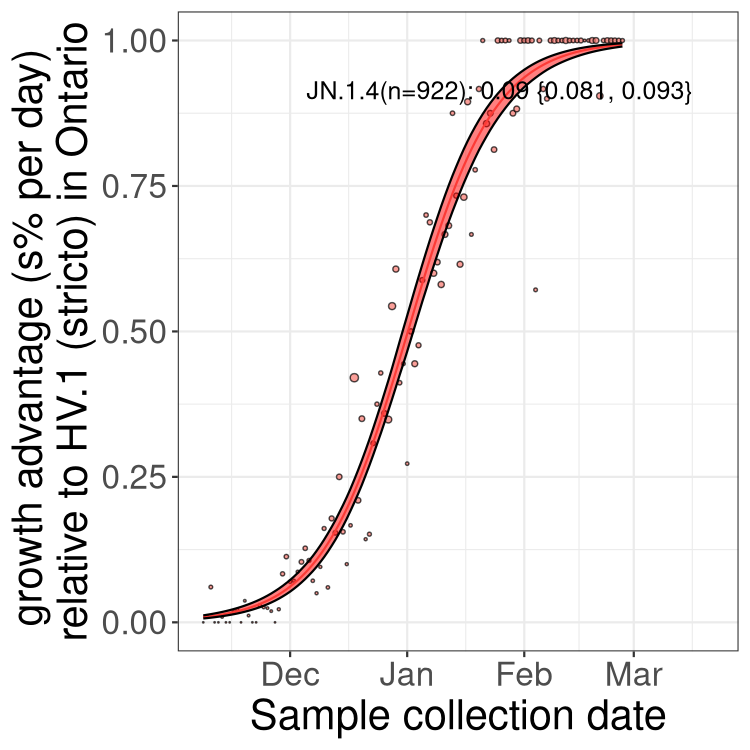 growth advantage (s% per day)
relative to HV.1 (stricto) in Ontario
1.00
0.75
0.50
0.25
0.00
JN.1.4(n=922): 0.09 {0.081, 0.093}
Dec Jan Feb Mar
Sample collection date